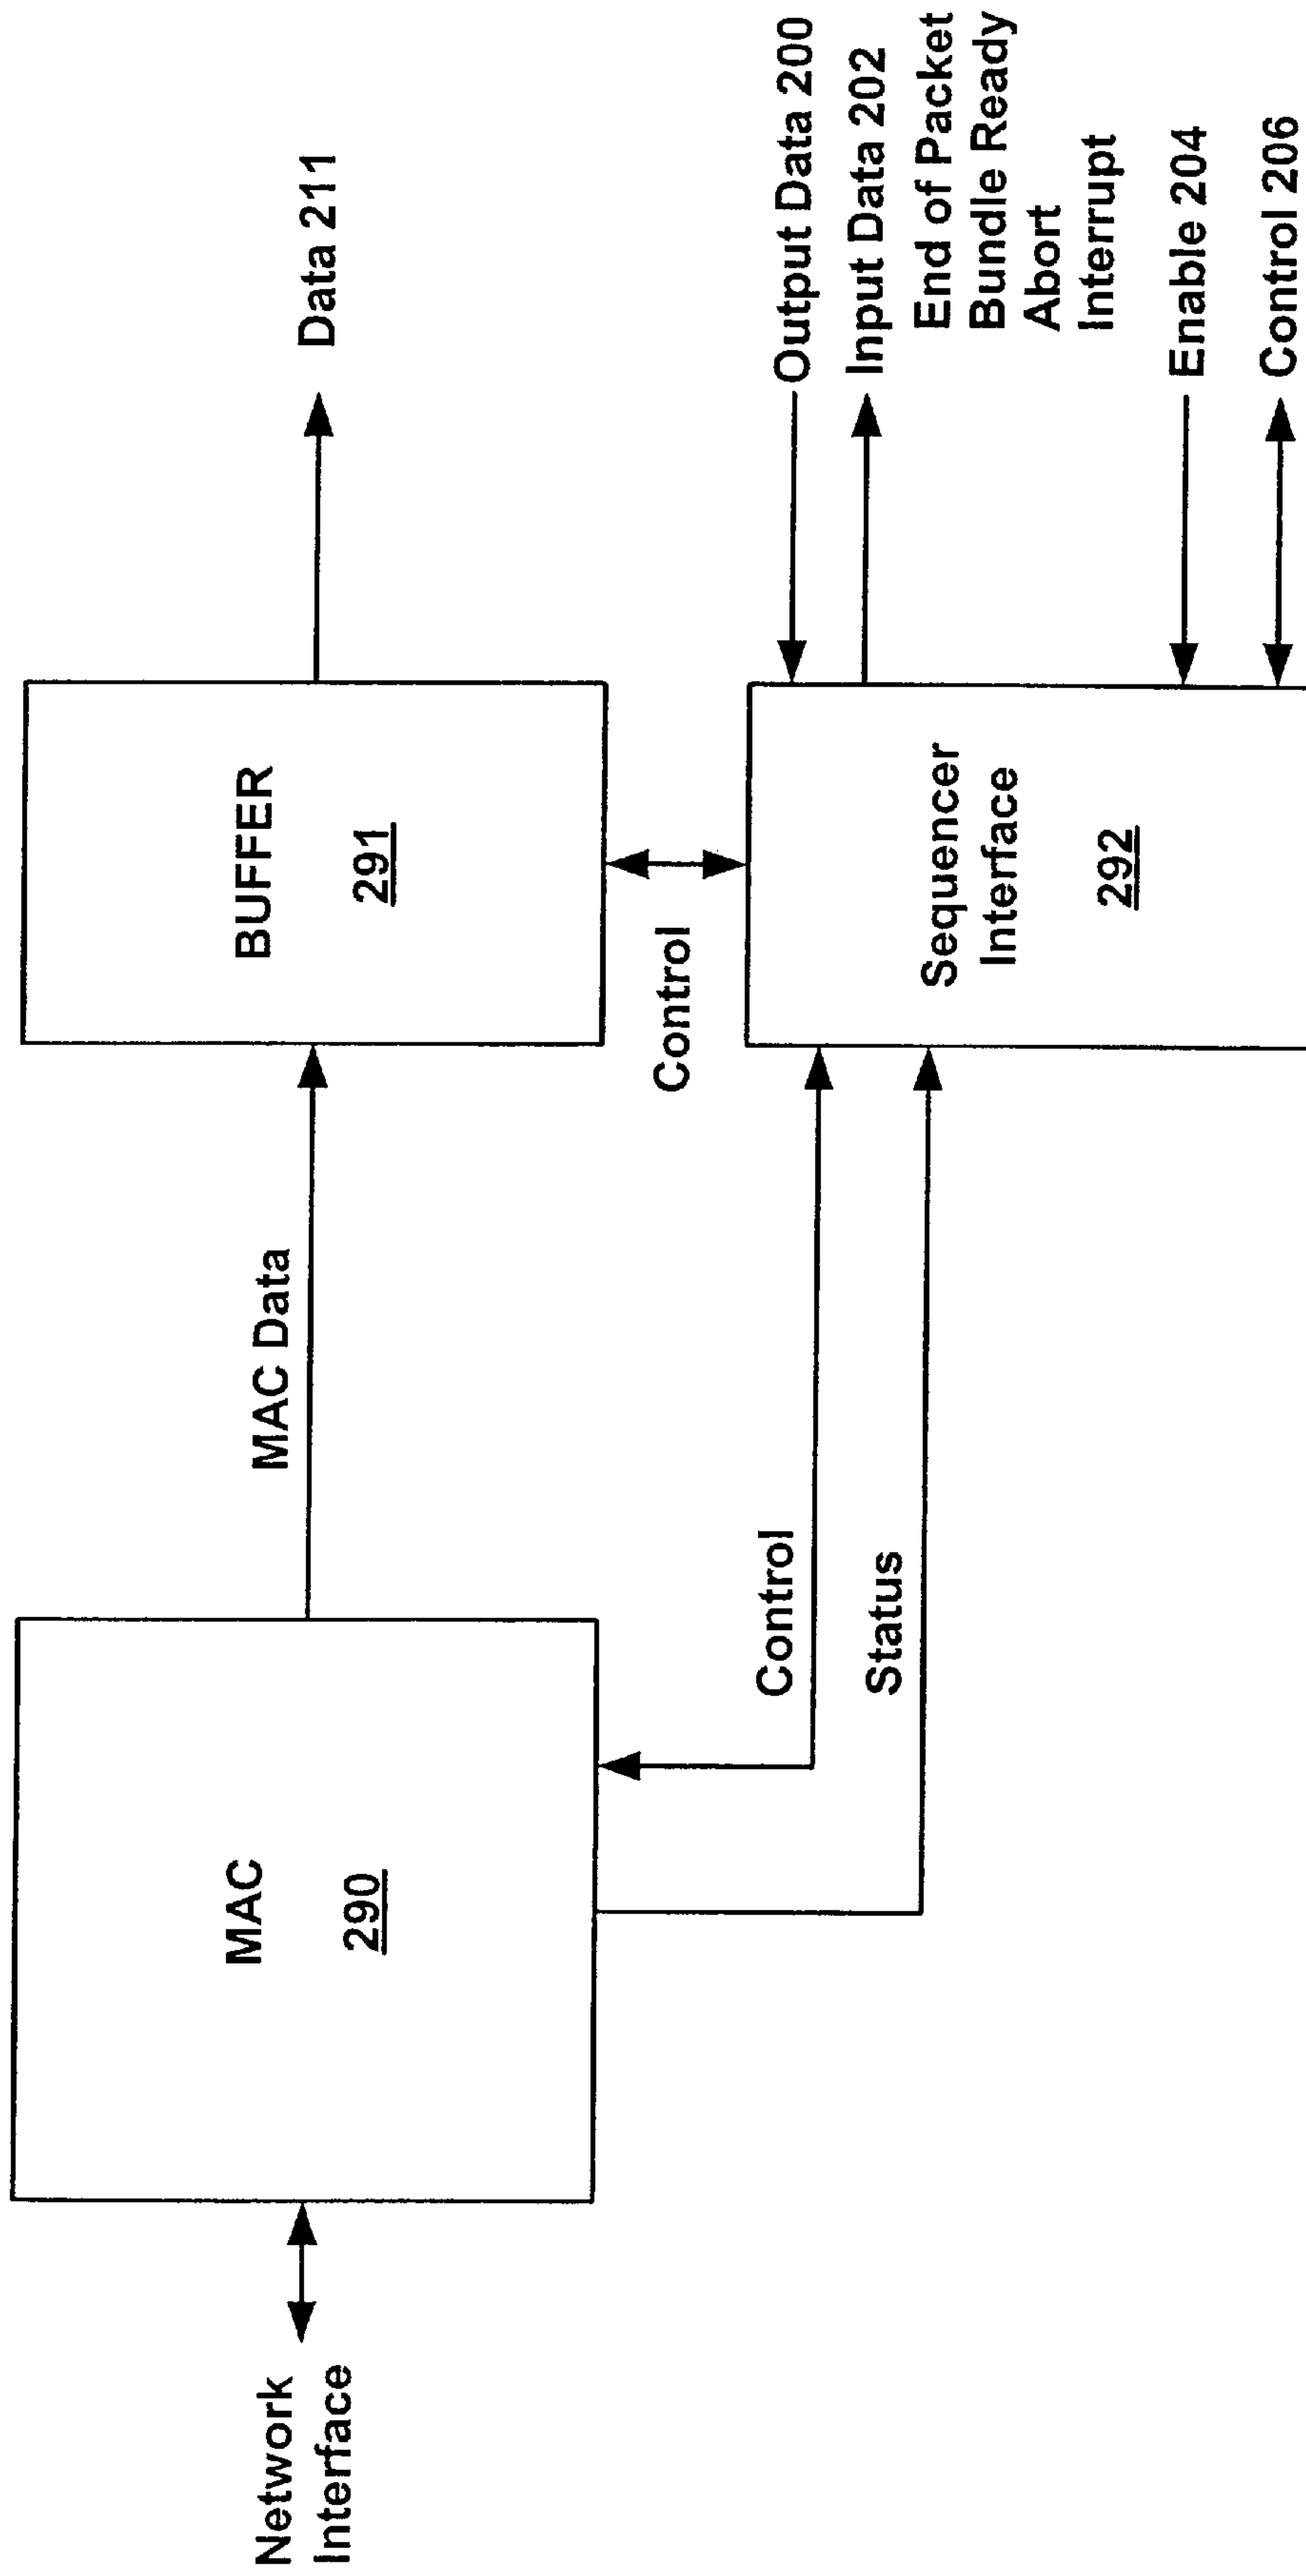 Network
Interface
MAC
290
MAC Data
BUFFER
291
Data 211
Control
Status
Control
Sequencer
Interface
292
Output Data 200
Input Data 202
End of Packet
Bundle Ready
Abort
Interrupt
Enable 204
Control 206